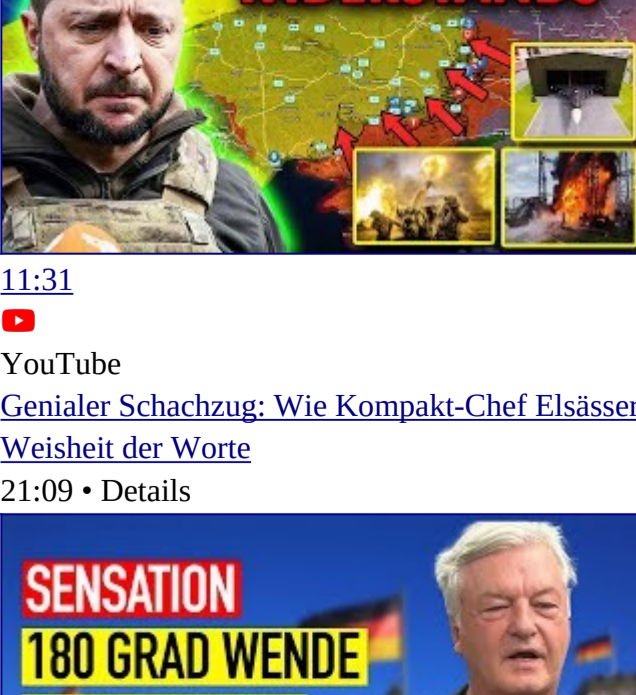 11:31
YouTube
Genialer Schachzug: Wie Kompakt-Chef Elsässer
Weisheit der Worte
21:09 • Details
SENSATION
180 GRAD WENDE